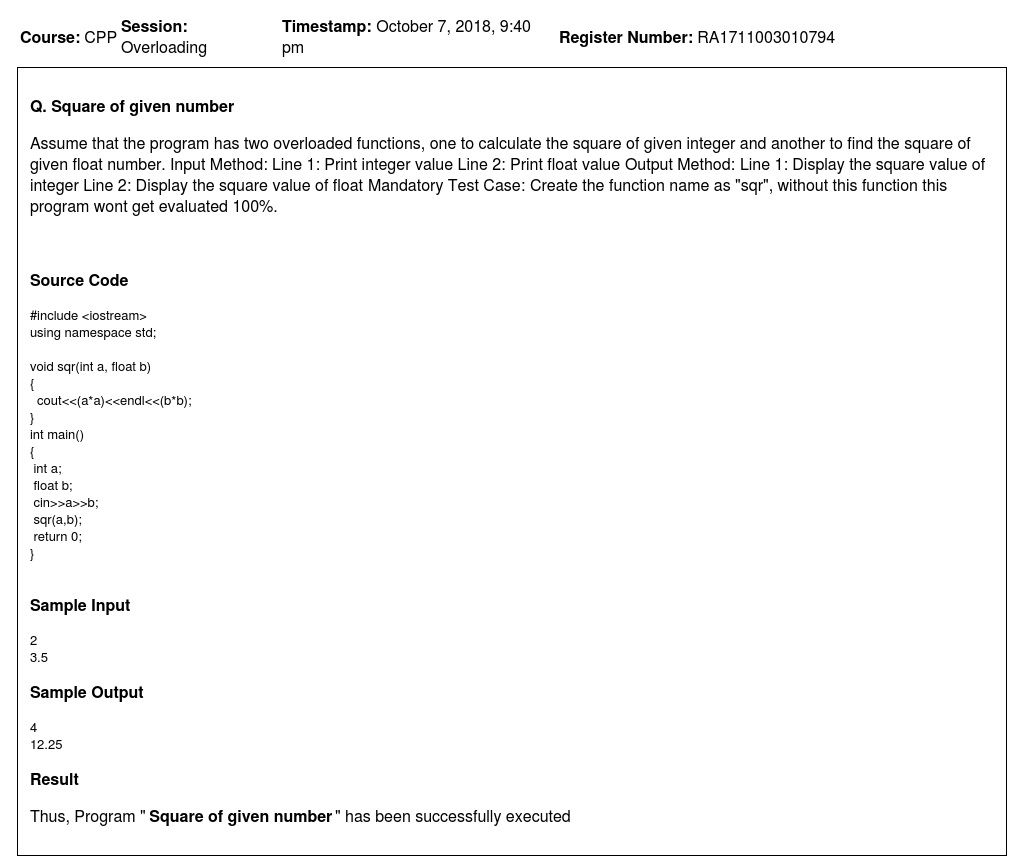 Course: CPP Session: Overloading Timestamp: October 7, 2018, 9:40 pm Register Number: RA1711003010794
Q. Square of given number
Assume that the program has two overloaded functions, one to calculate the square of given integer and another to find the square of
given float number. Input Method: Line 1: Print integer value Line 2: Print float value Output Method: Line 1: Display the square value of
integer Line 2: Display the square value of float Mandatory Test Case: Create the function name as "sqr", without this function this
program wont get evaluated 100%.
Source Code
#include <iostream>
using namespace std;
void sqr(int a, float b)
{
cout<<(a*a)<<endl<<(b*b);
}
int main()
{
int a;
float b;
cin>>a>>b;
sqr(a,b);
return 0;
}
Sample Input
2
3.5
Sample Output
4
12.25
Result
Thus, Program " Square of given number " has been successfully executed